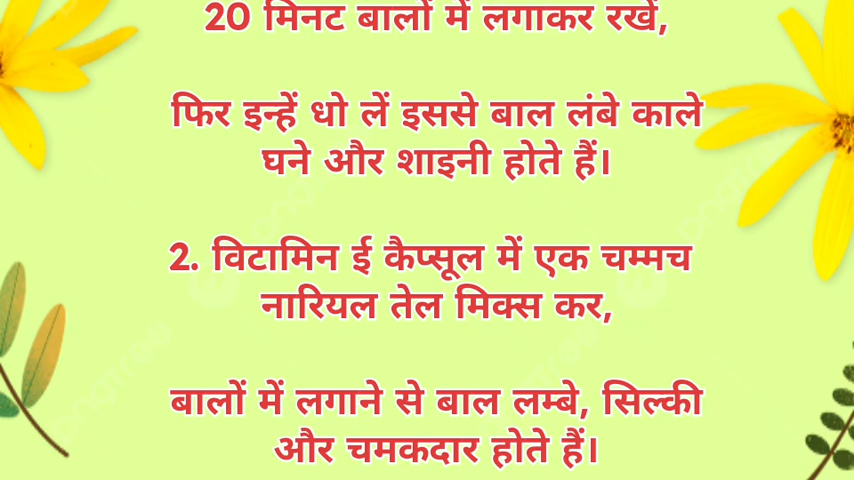 20 मिनट बालों में लगाकर रखें,
फिर इन्हें धो लें इससे बाल लंबे काले
घने और शाइनी होते हैं।
2. विटामिन ई कैप्सूल में एक चम्मच
नारियल तेल मिक्स कर,
बालों में लगाने से बाल लम्बे, सिल्की
और चमकदार होते हैं।